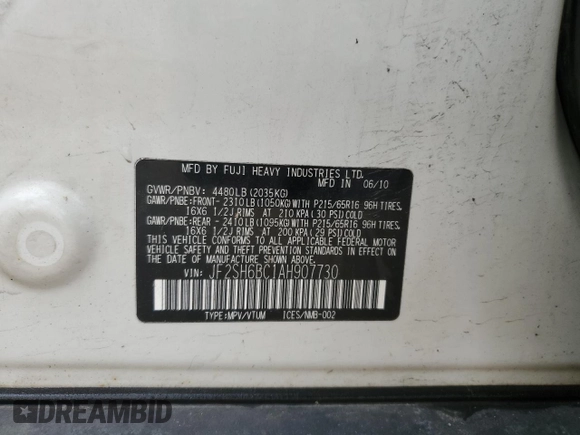 MFD BY FUJI HEAVY INDUSTRIES LTD.
MFD IN 06/10
GVWR/PNBV: 4480LB (2035KG)
GAWR/PNBE:FRONT- 2310LB (1050KG) WITH P215/65R16 96H TIRES,
16X6 1/2J RIMS AT 210 KPA (30 PSI) COLD
GAWR/PNBE:REAR - 2410LB (1095KG) WITH P215/65R16 96H TIRES,
16X6 1/2J RIMS AT 200 KPA (29 PSI) COLD
THIS VEHICLE CONFORMS TO ALL APPLICABLE FEDERAL MOTOR
VEHICLE SAFETY AND BUMPER STANDARDS IN EFFECT ON
THE DATE OF MANUFACTURE SHOWN ABOVE.
VIN: JF2SH6BC1AH907730
TYPE:MPV/VTUM ICES/NMB-002
DREAMBID